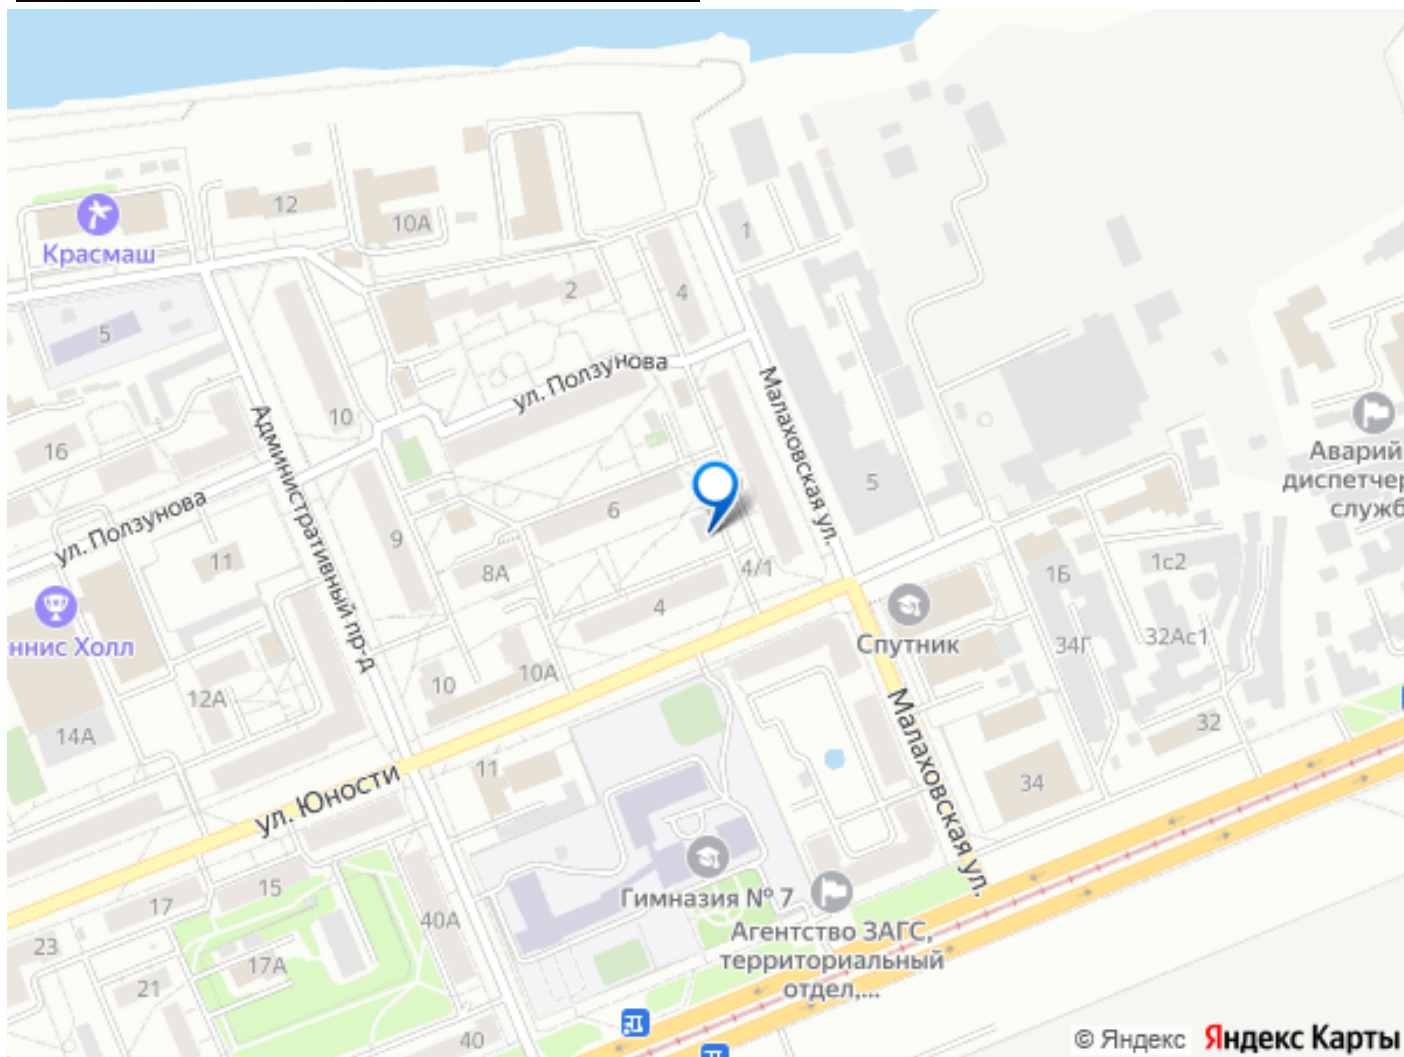 12
10А
Красмаш
1
2
4
5
ул. Ползунова
Малаховская ул.
10
Административный пр-д
16
Аварий
диспетчер
служб
5
6
ул. Ползунова
9
11
8А
4/1
1Б
1с2
4
Спутник
34Г
32Ас1
ннис Холл
10
10А
12А
14А
Малаховская ул.
32
11
34
ул. Юности
15
Гимназия № 7
17
40А
Агентство ЗАГС,
территориальный
отдел,...
23
17А
21
40
© Яндекс Яндекс Карты